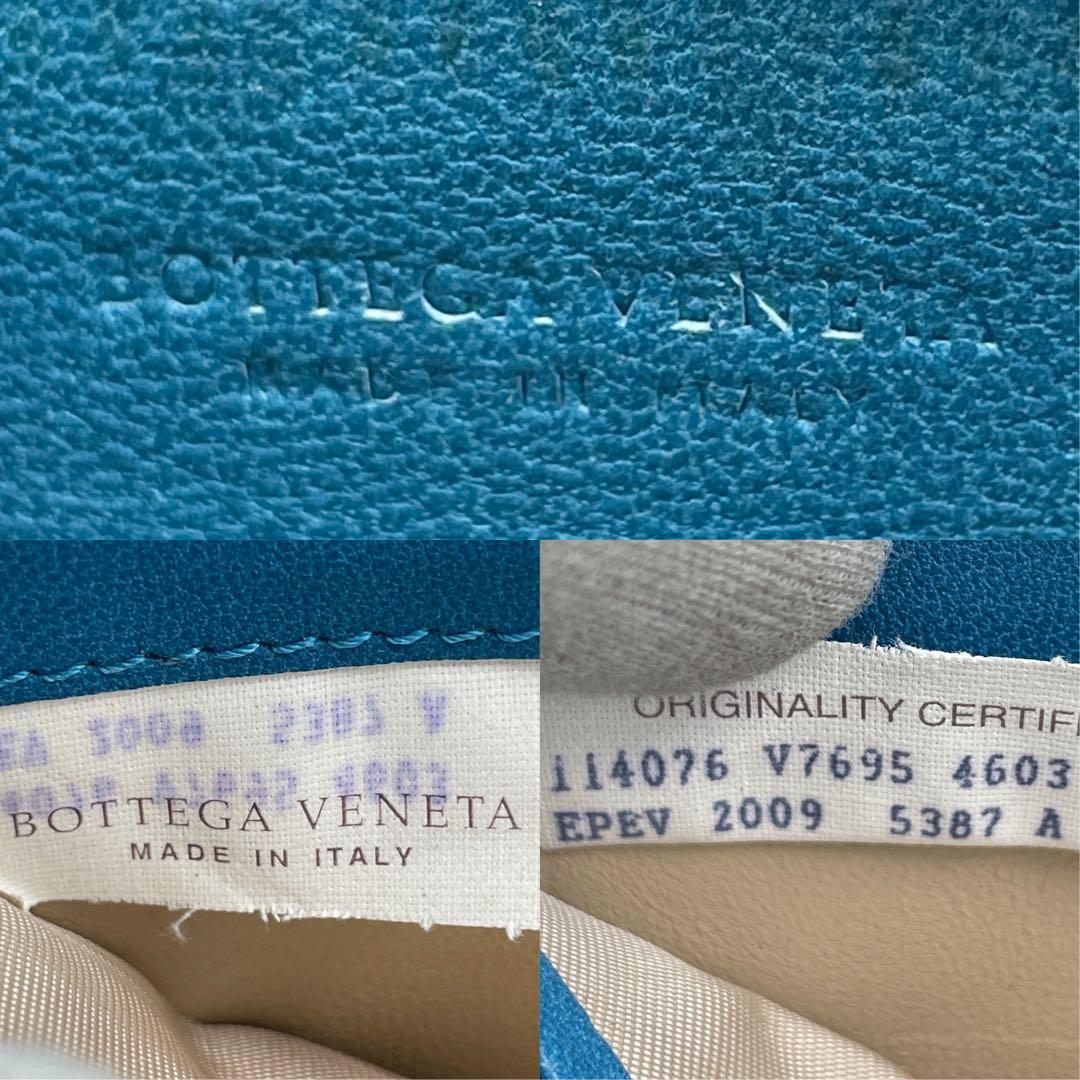 BOTTEGA VENETA
MADE IN ITALY
BOTTEGA VENETA
MADE IN ITALY
ORIGINALITY CERTIF
114076 V7695 4603
EPEV 2009 5387 A